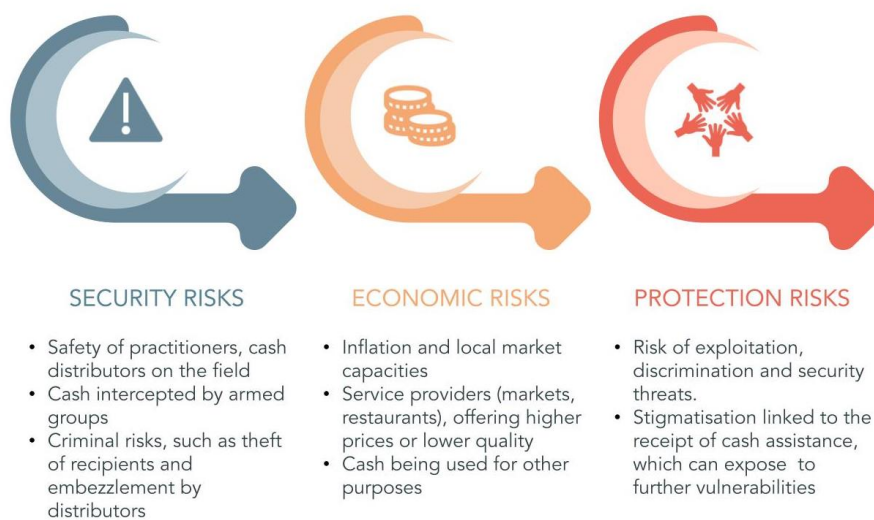 SECURITY RISKS
• Safety of practitioners, cash
distributors on the field
• Cash intercepted by armed
groups
• Criminal risks, such as theft
of recipients and
embezzlement by
distributors
ECONOMIC RISKS
• Inflation and local market
capacities
• Service providers (markets,
restaurants), offering higher
prices or lower quality
• Cash being used for other
purposes
PROTECTION RISKS
• Risk of exploitation,
discrimination and security
threats.
• Stigmatisation linked to the
receipt of cash assistance,
which can expose to
further vulnerabilities